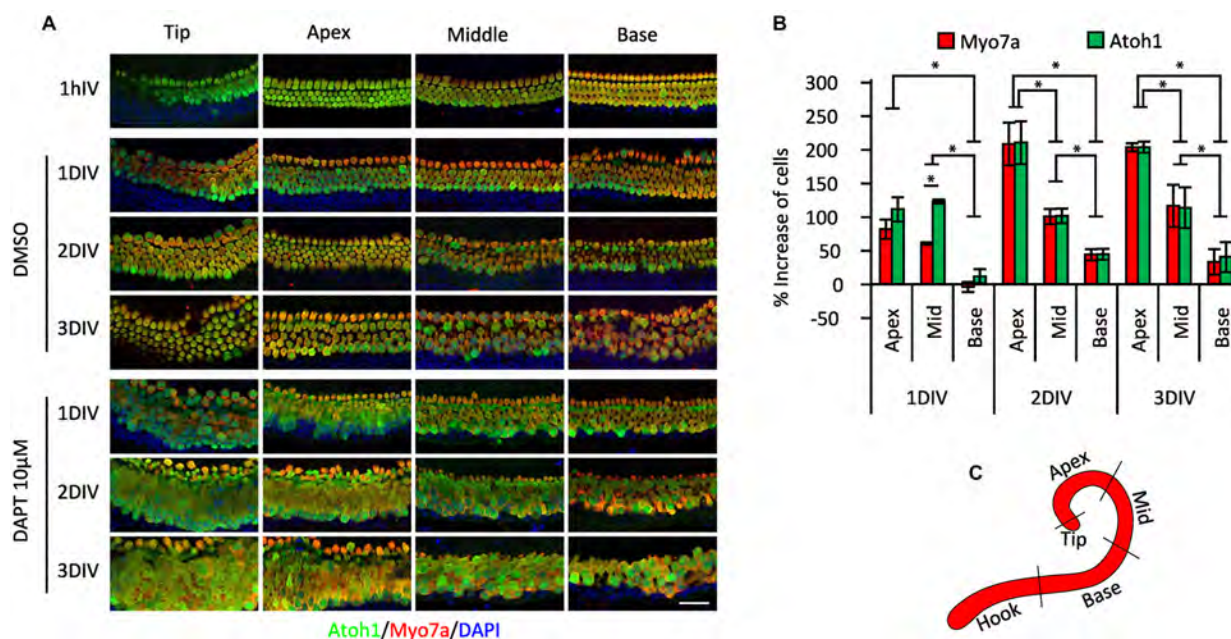 A
Tip Apex Middle Base
1hIV
DMSO
1DIV
2DIV
3DIV
DAPT 10µM
1DIV
2DIV
3DIV
Atoh1/Myo7a/DAPI
B
Myo7a Atoh1
% Increase of cells
300
250
200
150
100
50
0
-50
* * * * * * * * *
Apex Mid Base Apex Mid Base Apex Mid Base
1DIV 2DIV 3DIV
C
Apex
Mid
Tip
Base
Hook